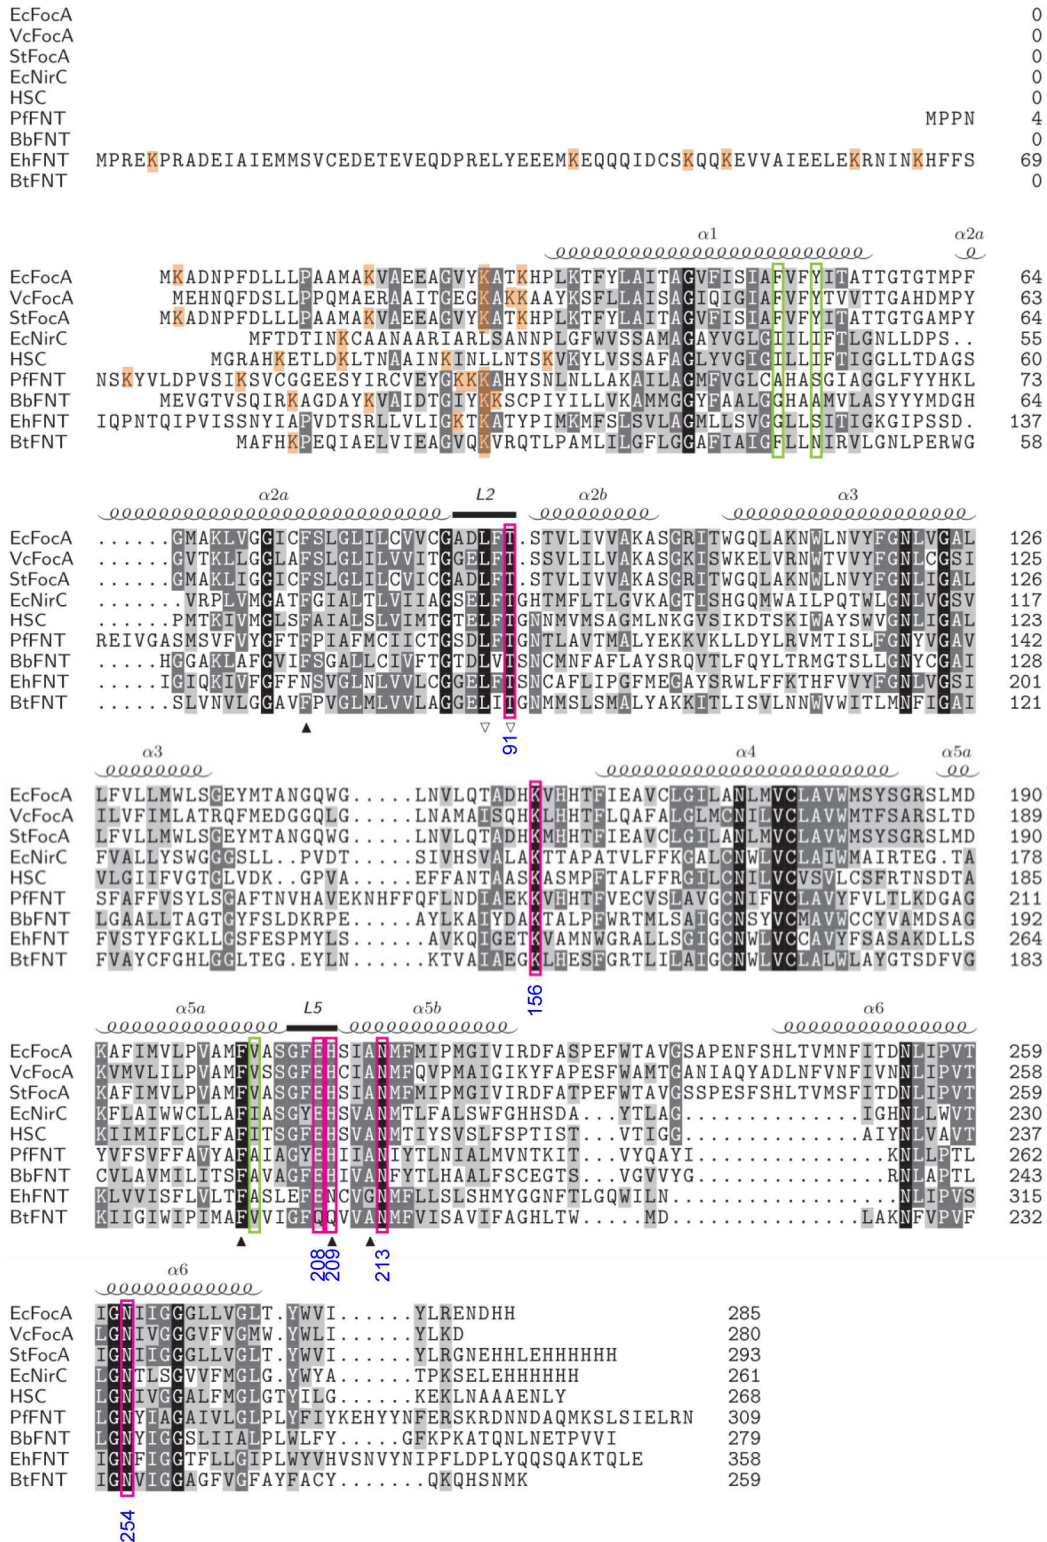 EcFocA 0
VcFocA 0
StFocA 0
EcNirC 0
HSC 0
PfFNT MPPN 4
BbFNT 0
EhFNT MPREKPRADEIAIEMMSVCEDETEVEQDPRELYEEEMKEQQQIDCSKQQKEVVAIEELEKRNINKHFFS 69
BtFNT 0
α1 α2a
EcFocA MKADNPFDLLLPAAMAKVAEEAGVYKATKHPLKTFYLAITAGVFISIAFVFYITATTGTGTMPF 64
VcFocA MEHNQFDSLLPPQMAERAAITGEGKAKKAAYKSFLLAISAGIQIGIAFVFYTVVTTGAHDMPY 63
StFocA MKADNPFDLLLPAAMAKVAEEAGVYKATKHPLKTFYLAITAGVFISIAFVFYITATTGTGAMPY 64
EcNirC MFTDTINKCAANAARIARLSANNPLGFWVSSAMAGAYVGLGIILIFTLGNLLDPS. 55
HSC MGRAHKETLDKLTNAAINKINLLNTSKVKYLVSSAFAGLYVGIGILLIFTIGGLLTDAGS 60
PfFNT NSKYVLDPVSIKSVCGGEESYIRCVEYGKKKAHYSNLNLLAKAILAGMFVGLCAHASGIAGGLFYYHKL 73
BbFNT MEVGTVSQIRKAGDAYKVAIDTGIYKKSCPIYILLVKAMMGGYFAALGGHAAMVLASYYYMDGH 64
EhFNT IQPNTQIPVISSNYIAPVDTSRLLVLIGKTKATYPIMKMFSLSVLAGMLLSVGGLLSITIGKGIPSSD. 137
BtFNT MAFHKPEQIAELVIEAGVQKVRQTLPAMLILGFLGGAFIAIGFLLNIRVLGNLPERWG 58
α2a L2 α2b α3
EcFocA ......GMAKLVGGICFSLGLILCVVCGADLFT.STVLIVVAKASGRITWGQLAKNWLNVYFGNLVGAL 126
VcFocA ......GVTKLLGGLAFSLGLILVVITGGELFT.SSVLILVAKASGKISWKELVRNWTVVYFGNLCGSI 125
StFocA ......GMAKLIGGICFSLGLILCVICGADLFT.SSVLIVVAKASGRITWGQLAKNWLNVYFGNLIGAL 126
EcNirC .......VRPLVMGATFGIALTLVIIAGSELFTGHTMFLTLGVKAGTISHGQMWAILPQTWLGNLVGSV 117
HSC ......PMTKIVMGLSFAIALSLVIMTGTELFTGNNMVMSAGMLNKGVSIKDTSKIWAYSWVGNLIGAL 123
PfFNT REIVGASMSVFVYGFTFPIAFMCIICTGSDLFTGNTLAVTMALYEKKVKLLDYLRVMTISLFGNYVGAV 142
BbFNT .....HGGAKLAFGVIFSGALLCIVFTGTDLVTSNCMNFAFLAYSRQVTLFQYLTRMGTSLLGNYCGAI 128
EhFNT .....IGIQKIVFGFFNSVGLNLVVLCGGELFTSNCAFLIPGFMEGAYSRWLFFKTHFVVYFGNLVGSI 201
BtFNT ......SLVNVLGGAVFPVGLMLVVLAGGELITGNMMSLSMALYAKKITLISVLNNWVWITLMNFIGAI 121
91
α3 α4 α5a
EcFocA LFVLLMWLSGEYMTANGQWG......LNVLQTADHKVHHTFIEAVCLGILANLMVCLAVWMSYSGRSLMD 190
VcFocA ILVFIMLATRQFMEDGGQLG......LNAMAISQHKLHHTFLQAFALGLMCNILVCLAVWMTFSARSLTD 189
StFocA LFVLLMWLSGEYMTANGQWG......LNVLQTADHKMHHTFIEAVCLGILANLMVCLAVWMSYSGRSLMD 190
EcNirC FVALLYSWGGGSLL..PVDT......SIVHSVALAKTTAPATVLFFKGALCNWLVCLAIWMAIRTEG.TA 178
HSC VLGIIFVGTGLVDK..GPVA......EFFANTAASKASMPFTALFFRGILCNILVCVSVLCSFRTNSDTA 185
PfFNT SFAFFVSYLSGAFTNVHAVEKNHFFQFLNDIAEKKVHHTFVECVSLAVGCNIFVCLAVYFVLTLKDGAG 211
BbFNT LGAALLTAGTGYFSLDKRPE......AYLKAIYDAKTALPFWRTMLSAIGCNSYVCMAVWCCYVAMDSAG 192
EhFNT FVSTYFGKLLGSFESPMYLS......AVKQIGETKVAMNWGRALLSGIGCNWLVCCAVYFSASAKDLLS 264
BtFNT FVAYCFGHLGGLTEG.EYLN......KTVAIAEGKLHESFGRTLILAIGCNWLVCLALWLAYGTSDFVG 183
156
α5a L5 α5b α6
EcFocA KAFIMVLPVAMFVASGFEHSIANMFMIPMGIVIRDFASPEFWTAVGSAPENFSHLTVMNFITDNLIPVT 259
VcFocA KVMVLILPVAMFVSSGFEHCIANMFQVPMAIGIKYFAPESFWAMTGANIAQYADLNFVNFIVNNLIPVT 258
StFocA KAFIMVLPVAMFVASGFEHSIANMFMIPMGIVIRDFATPEFWTAVGSSPESFSHLTVMSFITDNLIPVT 259
EcNirC KFLAIWWCLLAFIASGYEHSVANMTLFALSWFGHHSDA...YTLAG..............IGHNLLWVT 230
HSC KIIMIFLCLFAFITSGFEHSVANMTIYSVSLFSPTIST...VTIGG..............AIYNLVAVT 237
PfFNT YVFSVFFAVYAFAIAGYEHIIANIYTLNIALMVNTKIT...VYQAYI..............KNLLPTL 262
BbFNT CVLAVMILITSFAVAGFEHIVANFYTLHAALFSCEGTS...VGVVYG..............RNLAPTL 243
EhFNT KLVVISFLVLTFASLEFENCVGNMFLLSLSHMYGGNFTLGQWILN................NLIPVS 315
BtFNT KIIGIWIPIMAFVVIGFQQVVANMFVISAVIFAGHLTW.....MD..............LAKNFVPVF 232
208 209 213
α6
EcFocA IGNIIGGGLLVGLT.YWVI......YLRENDHH 285
VcFocA LGNIVGGGVFVGMW.YWLI......YLKD 280
StFocA IGNIIGGGLLVGLT.YWVI......YLRGNEHHLEHHHHHH 293
EcNirC LGNTLSGVVFMGLG.YWYA......TPKSELEHHHHHH 261
HSC LGNIVGGALFMGLGTYILG......KEKLNAAAENLY 268
PfFNT LGNYIAGAIVLGLPLYFIYKEHYYNFERSKRDNNDAQMKSLSIELRN 309
BbFNT LGNYIGGSLIIALPLWLFY.....GFKPKATQNLNETPVVI 279
EhFNT IGNFIGGTFLLGIPLWYVHVSNVYNIPFLDPLYQQSQAKTQLE 358
BtFNT IGNVIGGAGFVGFAYFACY.......QKQHSNMK 259
254